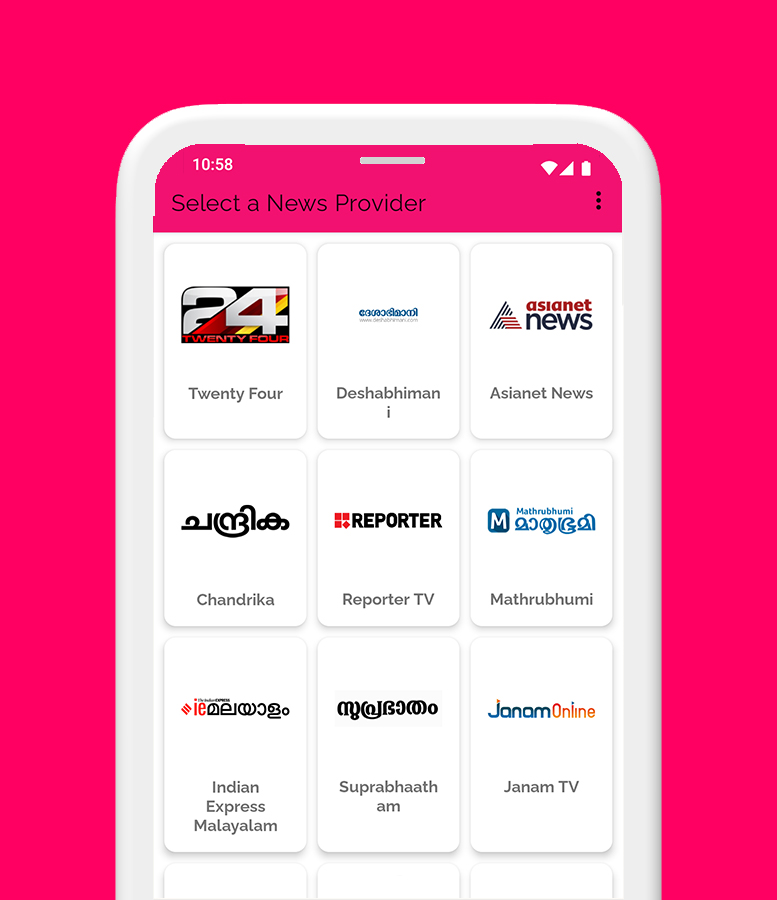 10:58
Select a News Provider
24
TWENTY FOUR
Twenty Four
ദേശാഭിമാനി
www.deshabhimani.com
Deshabhiman
i
asianet
news
Asianet News
ചന്ദ്രിക
Chandrika
REPORTER
Reporter TV
M
Mathrubhumi
മാതൃഭൂമി
Mathrubhumi
The Indian EXPRESS
ieമലയാളം
Indian
Express
Malayalam
സുപ്രഭാതം
Suprabhaath
am
Janam Online
Janam TV